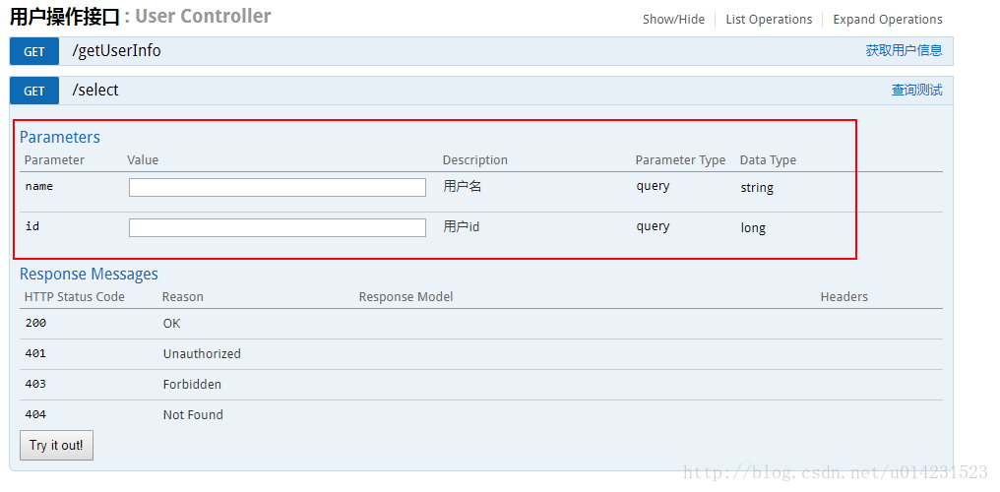 用户操作接口 : User Controller
Show/Hide List Operations Expand Operations
GET /getUserInfo 获取用户信息
GET /select 查询测试
Parameters
Parameter Value Description Parameter Type Data Type
name 用户名 query string
id 用户id query long
Response Messages
HTTP Status Code Reason Response Model Headers
200 OK
401 Unauthorized
403 Forbidden
404 Not Found
Try it out!
http://blog.csdn.net/u014231523